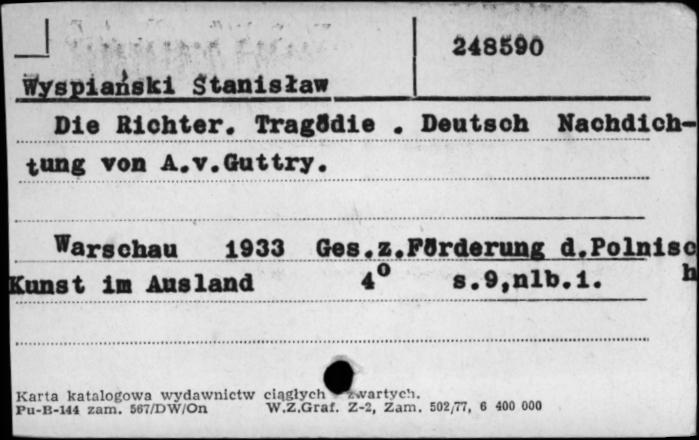 248590
Wyspiański Stanisław
Die Richter. Tragödie . Deutsch Nachdich-
tung von A.v.Guttry.
Warschau 1933 Ges.z.Förderung d.Polnisc
h
Kunst im Ausland 4° s.9,nlb.1.
Karta katalogowa wydawnictw ciągłych zwartych.
Pu-B-144 zam. 567/DW/On W.Z.Graf. Z-2, Zam. 502/77, 6 400 000